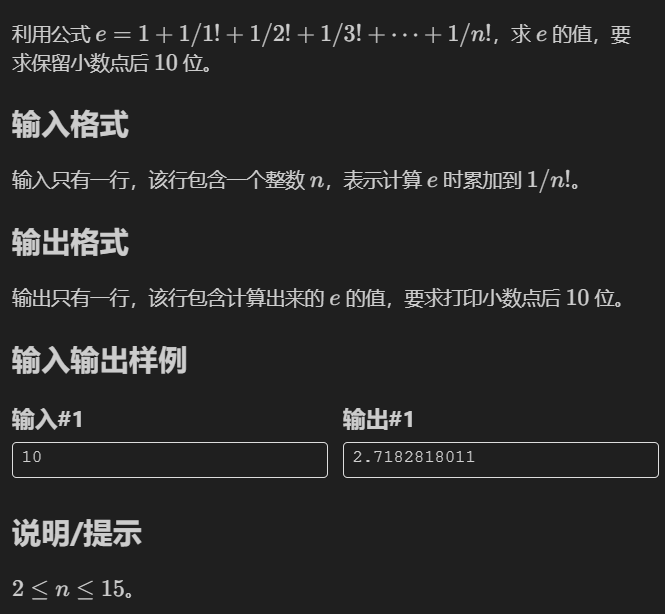 利用公式 e = 1 + 1/1! + 1/2! + 1/3! + ⋯ + 1/n!，求 e 的值，要
求保留小数点后 10 位。
输入格式
输入只有一行，该行包含一个整数 n，表示计算 e 时累加到 1/n!。
输出格式
输出只有一行，该行包含计算出来的 e 的值，要求打印小数点后 10 位。
输入输出样例
输入#1 输出#1
10 2.7182818011
说明/提示
2 ≤ n ≤ 15。